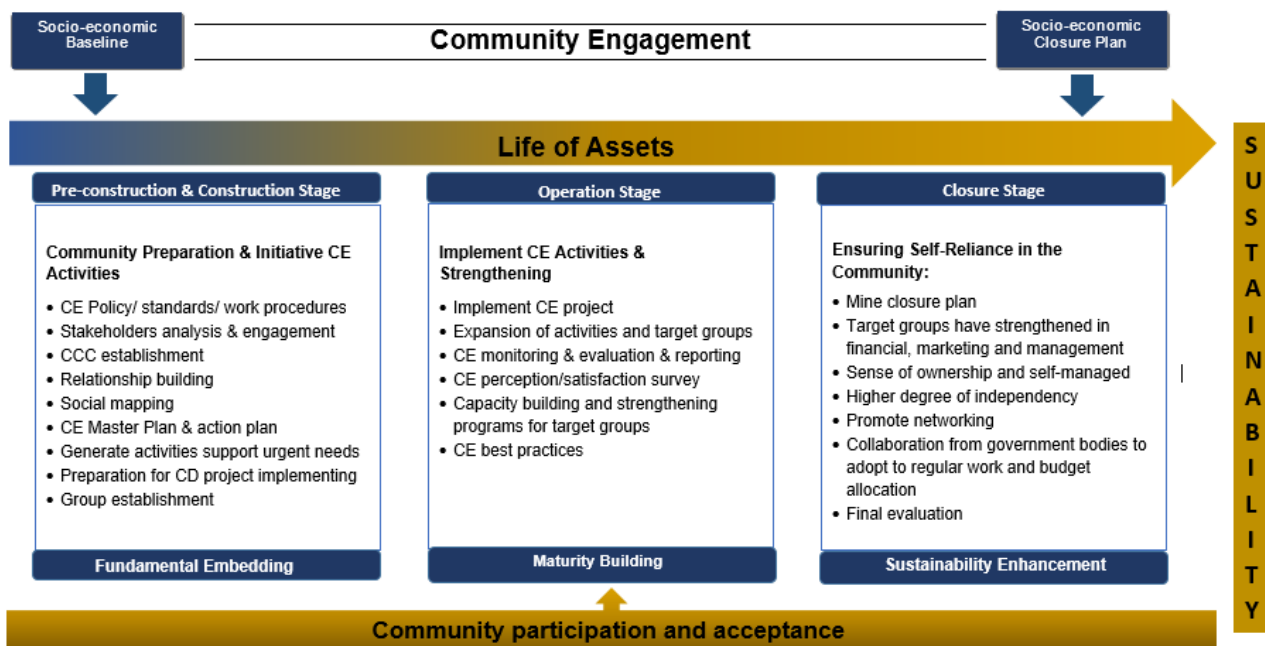 Socio-economic
Baseline
Community Engagement
Socio-economic
Closure Plan
Life of Assets
Pre-construction & Construction Stage
Community Preparation & Initiative CE
Activities
• CE Policy/ standards/ work procedures
• Stakeholders analysis & engagement
• CCC establishment
• Relationship building
• Social mapping
• CE Master Plan & action plan
• Generate activities support urgent needs
• Preparation for CD project implementing
• Group establishment
Fundamental Embedding
Operation Stage
Implement CE Activities &
Strengthening
• Implement CE project
• Expansion of activities and target groups
• CE monitoring & evaluation & reporting
• CE perception/satisfaction survey
• Capacity building and strengthening
programs for target groups
• CE best practices
Maturity Building
Closure Stage
Ensuring Self-Reliance in the
Community:
• Mine closure plan
• Target groups have strengthened in
financial, marketing and management
• Sense of ownership and self-managed
• Higher degree of independency
• Promote networking
• Collaboration from government bodies to
adopt to regular work and budget
allocation
• Final evaluation
Sustainability Enhancement
Community participation and acceptance
SUSTAINABILITY